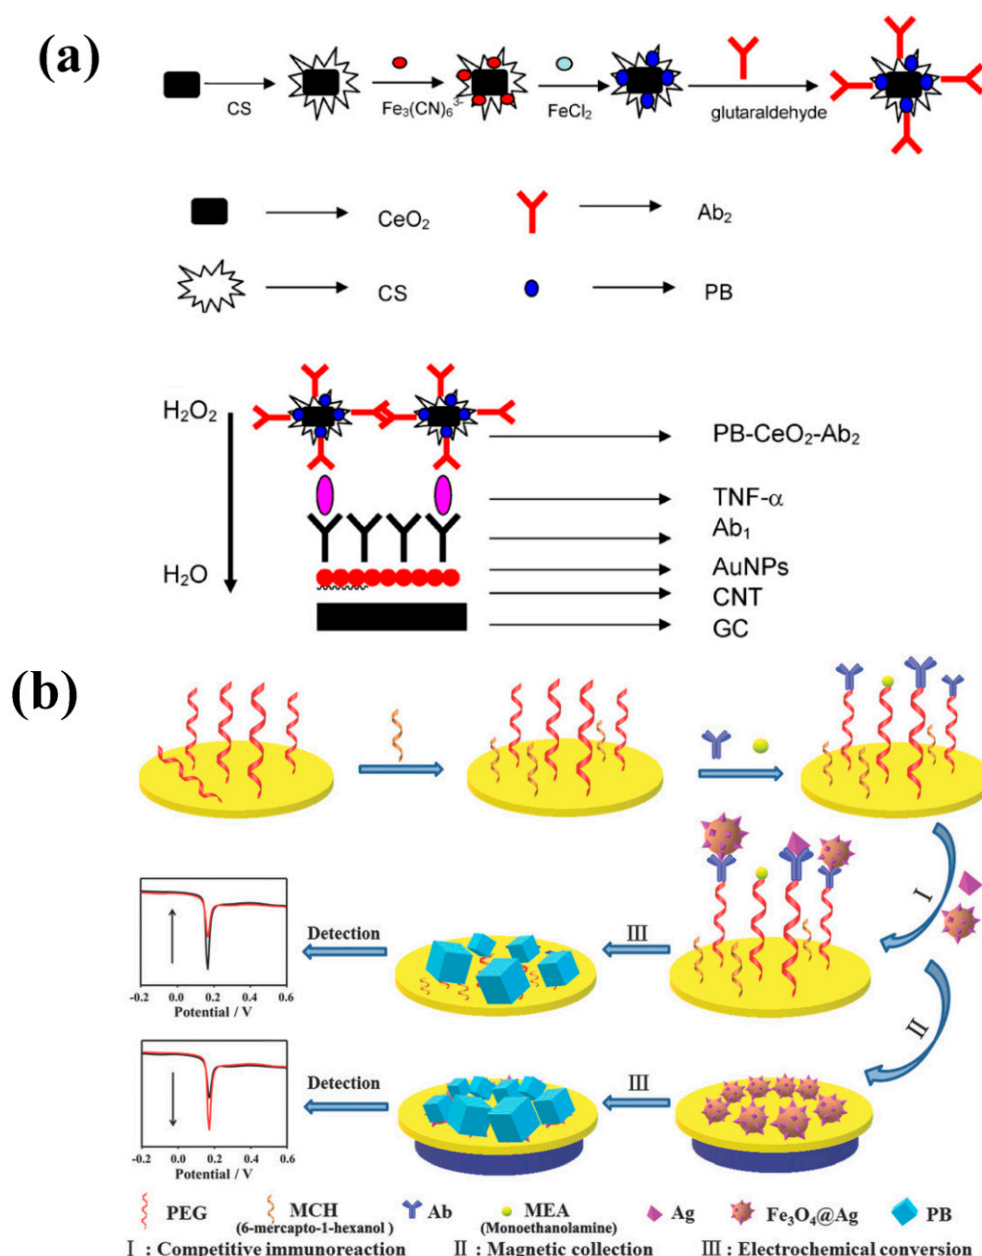 (a)
CS
Fe₃(CN)₆³⁻
FeCl₂
glutaraldehyde
CeO₂
Ab₂
CS
PB
H₂O₂
PB-CeO₂-Ab₂
TNF-α
Ab₁
H₂O
AuNPs
CNT
GC
(b)
I
Detection
III
-0.2 0.0 0.2 0.4 0.6
Potential / V
II
Detection
III
-0.2 0.0 0.2 0.4 0.6
Potential / V
PEG
MCH
(6-mercapto-1-hexanol )
Ab
MEA
(Monoethanolamine)
Ag
Fe₃O₄@Ag
PB
I : Competitive immunoreaction II : Magnetic collection III : Electrochemical conversion